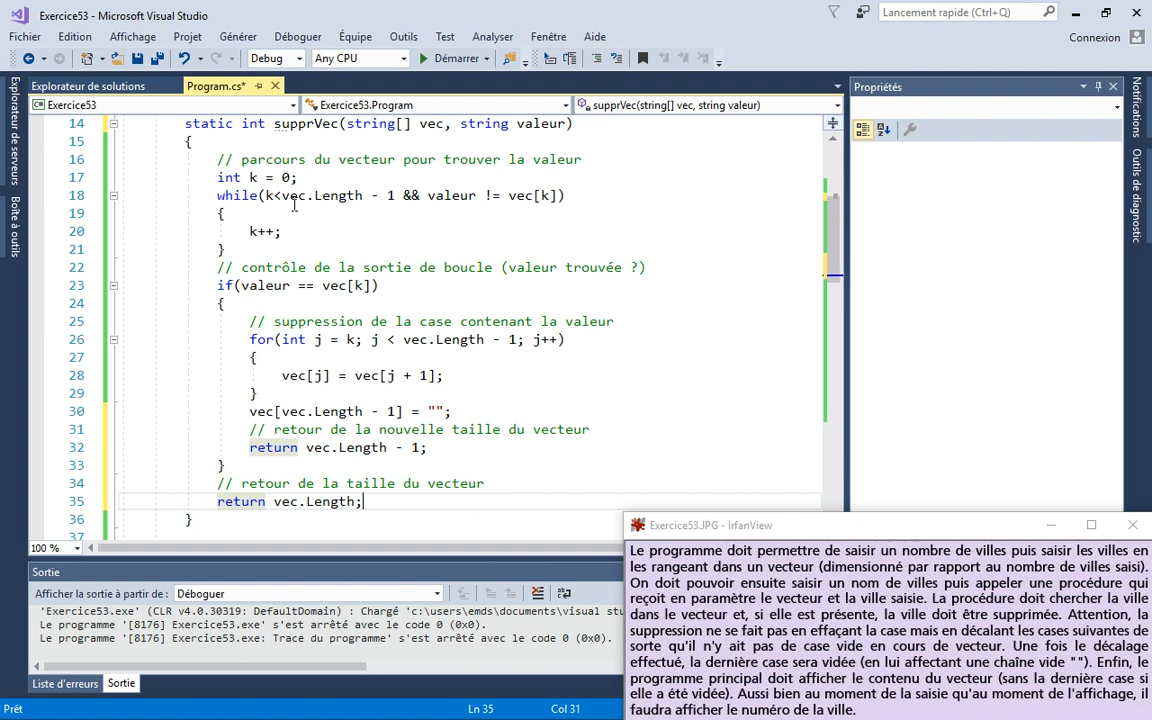 Exercice53 - Microsoft Visual Studio
Lancement rapide (Ctrl+Q)
Fichier Edition Affichage Projet Générer Déboguer Équipe Outils Test Analyser Fenêtre Aide
Connexion
Debug Any CPU Démarrer
Explorateur de solutions Program.cs*
Propriétés
Exercice53 Exercice53.Program supprVec(string[] vec, string valeur)
Explorateur de serveurs
Boîte à outils
Notifications
Outils de diagnostic
14 static int supprVec(string[] vec, string valeur)
15 {
16 // parcours du vecteur pour trouver la valeur
17 int k = 0;
18 while(k<vec.Length - 1 && valeur != vec[k])
19 {
20 k++;
21 }
22 // contrôle de la sortie de boucle (valeur trouvée ?)
23 if(valeur == vec[k])
24 {
25 // suppression de la case contenant la valeur
26 for(int j = k; j < vec.Length - 1; j++)
27 {
28 vec[j] = vec[j + 1];
29 }
30 vec[vec.Length - 1] = "";
31 // retour de la nouvelle taille du vecteur
32 return vec.Length - 1;
33 }
34 // retour de la taille du vecteur
35 return vec.Length;
36 }
37
100 %
Sortie
Afficher la sortie à partir de : Déboguer
'Exercice53.exe' (CLR v4.0.30319: DefaultDomain) : Chargé 'c:\users\emds\documents\visual stu
Le programme '[8176] Exercice53.exe' s'est arrêté avec le code 0 (0x0).
Le programme '[8176] Exercice53.exe: Trace du programme' s'est arrêté avec le code 0 (0x0).
Liste d'erreurs Sortie
Prêt Ln 35 Col 31
Exercice53.JPG - IrfanView
Le programme doit permettre de saisir un nombre de villes puis saisir les villes en
les rangeant dans un vecteur (dimensionné par rapport au nombre de villes saisi).
On doit pouvoir ensuite saisir un nom de villes puis appeler une procédure qui
reçoit en paramètre le vecteur et la ville saisie. La procédure doit chercher la ville
dans le vecteur et, si elle est présente, la ville doit être supprimée. Attention, la
suppression ne se fait pas en effaçant la case mais en décalant les cases suivantes de
sorte qu'il n'y ait pas de case vide en cours de vecteur. Une fois le décalage
effectué, la dernière case sera vidée (en lui affectant une chaîne vide ""). Enfin, le
programme principal doit afficher le contenu du vecteur (sans la dernière case si
elle a été vidée). Aussi bien au moment de la saisie qu'au moment de l'affichage, il
faudra afficher le numéro de la ville.